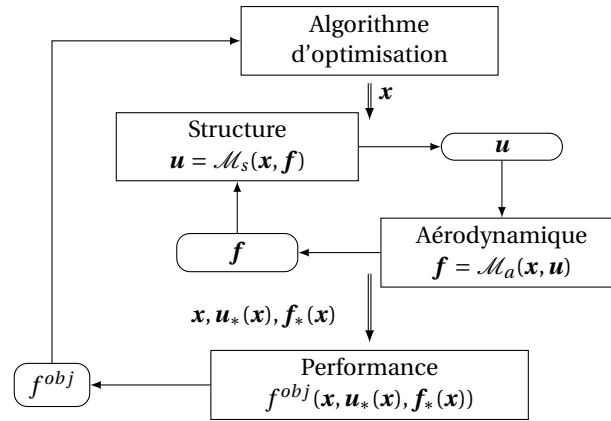 Algorithme
d'optimisation
x
Structure
u = ℳₛ(x, f)
u
Aérodynamique
f = ℳₐ(x, u)
f
x, u∗(x), f∗(x)
Performance
f^{obj}(x, u∗(x), f∗(x))
f^{obj}